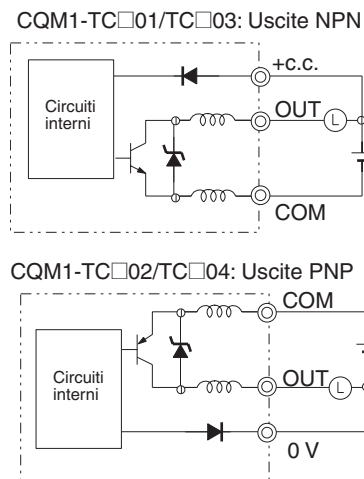 CQM1-TC□01/TC□03: Uscite NPN
+c.c.
Circuiti
interni
OUT
L
COM
CQM1-TC□02/TC□04: Uscite PNP
COM
Circuiti
interni
OUT
L
0 V